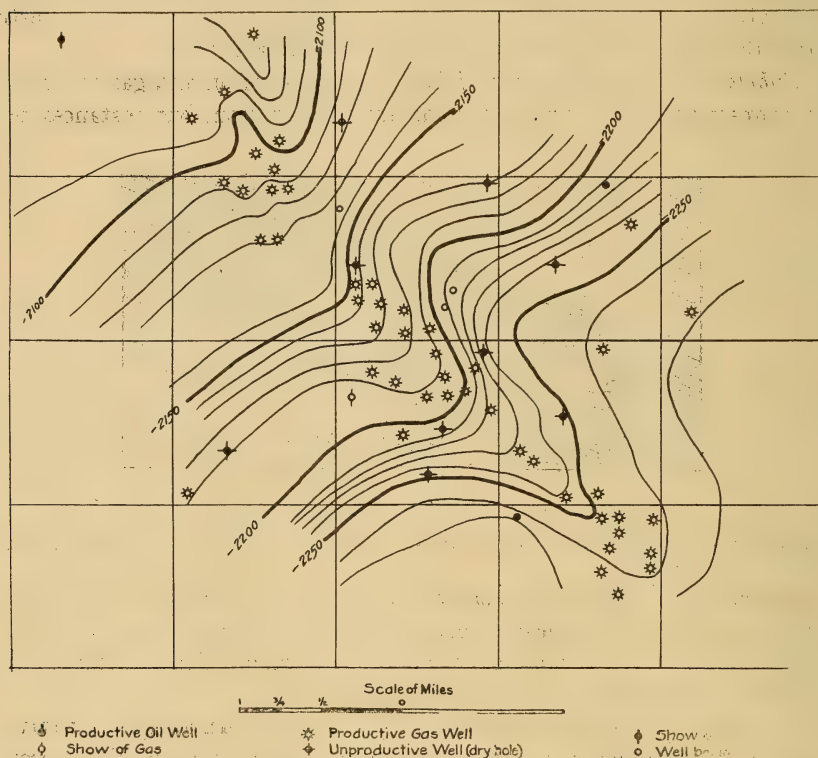 -2100
-2150
-2200
-2250
-2100
-2150
-2200
-2250
Scale of Miles
1 ¾ ½ 0
Productive Oil Well
Productive Gas Well
Show
Show of Gas
Unproductive Well (dry hole)
Well